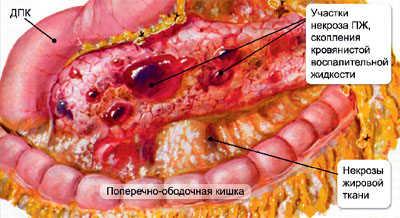 ДПК
Участки
некроза ПЖ,
скопления
кровянистой
воспалительной
жидкости
Некрозы
жировой
ткани
Поперечно-ободочная кишка